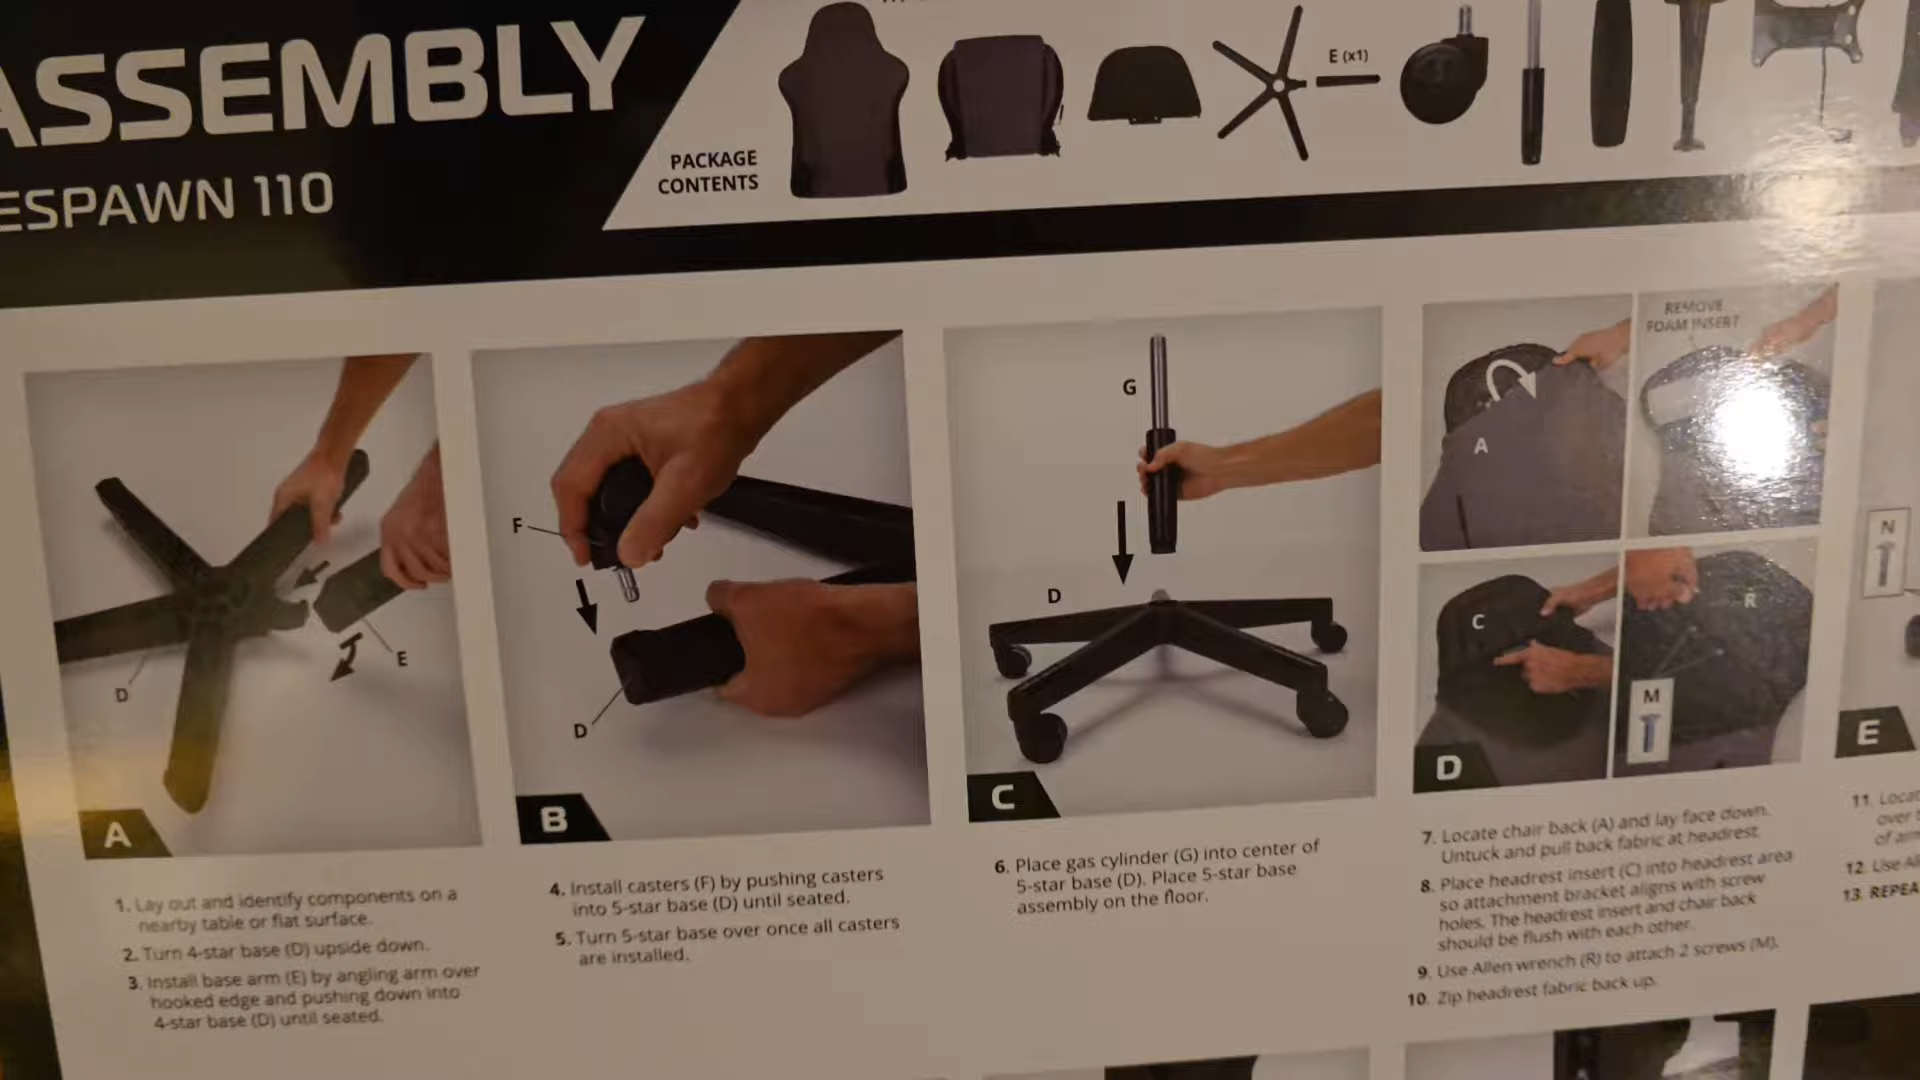 ASSEMBLY
ESPAWN 110
PACKAGE
CONTENTS
E (x1)
D
E
A
1. Lay out and identify components on a
nearby table or flat surface.
2. Turn 4-star base (D) upside down.
3. Install base arm (E) by angling arm over
hooked edge and pushing down into
4-star base (D) until seated.
F
D
B
4. Install casters (F) by pushing casters
into 5-star base (D) until seated.
5. Turn 5-star base over once all casters
are installed.
G
D
C
6. Place gas cylinder (G) into center of
5-star base (D). Place 5-star base
assembly on the floor.
REMOVE
FOAM INSERT
A
C
R
M
D
7. Locate chair back (A) and lay face down.
Untuck and pull back fabric at headrest.
8. Place headrest insert (C) into headrest area
so attachment bracket aligns with screw
holes. The headrest insert and chair back
should be flush with each other.
9. Use Allen wrench (R) to attach 2 screws (M).
10. Zip headrest fabric back up.
N
E
11. Locat
over
of arm
12. Use All
13. REPEA